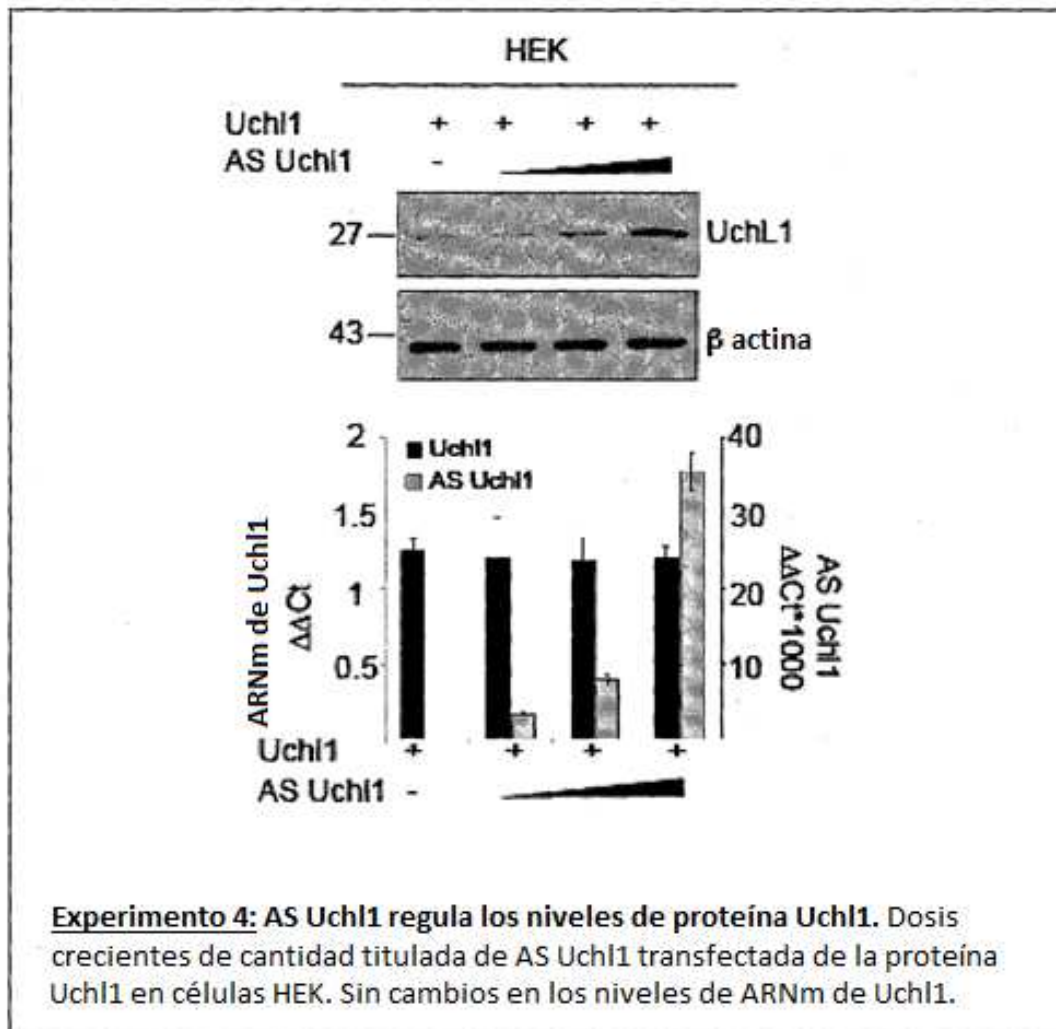 HEK
Uchl1 + + + +
AS Uchl1 -
27 UchL1
43 β actina
2 40
Uchl1
AS Uchl1
1.5 30
1 20
0.5 10
ARNm de Uchl1
ΔΔCt
AS Uchl1
ΔΔCt*1000
Uchl1 + + + +
AS Uchl1 -
Experimento 4: AS Uchl1 regula los niveles de proteína Uchl1. Dosis
crecientes de cantidad titulada de AS Uchl1 transfectada de la proteína
Uchl1 en células HEK. Sin cambios en los niveles de ARNm de Uchl1.